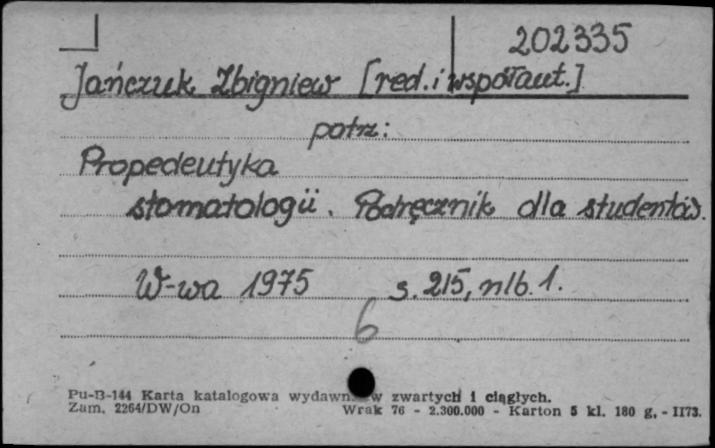 202335
Jańczuk Zbigniew [red. i współaut.]
patrz:
Propedeutyka
stomatologii. Podręcznik dla studentów.
W-wa 1975 s. 215, nlb. 1.
6
Pu-B-144 Karta katalogowa wydawn. w zwartych i ciągłych.
Zam. 2264/DW/On Wrak 76 - 2.300.000 - Karton 5 kl. 180 g. - II73.